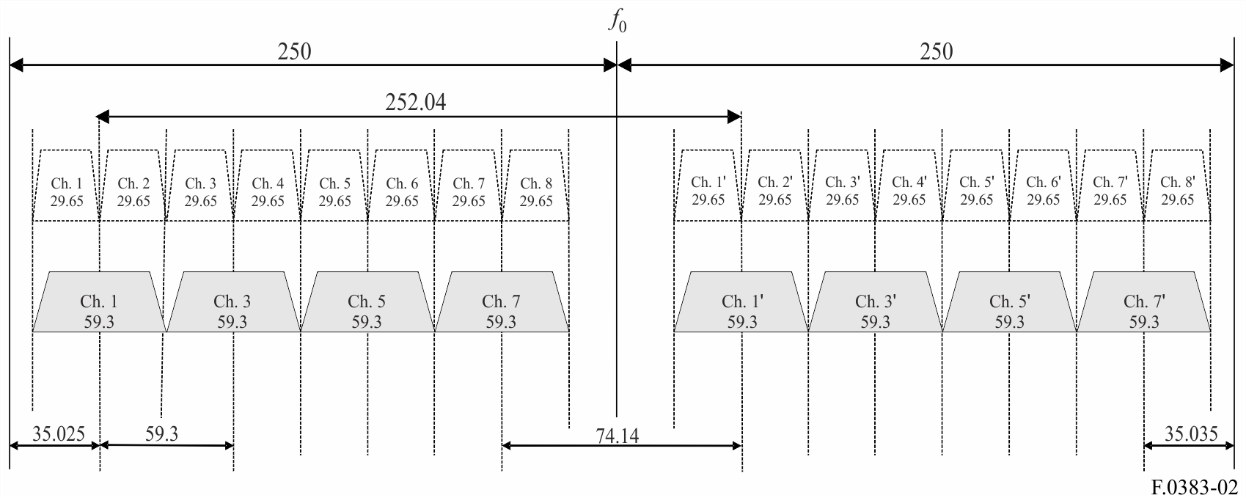 f0
250
250
252.04
Ch. 1 Ch. 2 Ch. 3 Ch. 4 Ch. 5 Ch. 6 Ch. 7 Ch. 8 Ch. 1' Ch. 2' Ch. 3' Ch. 4' Ch. 5' Ch. 6' Ch. 7' Ch. 8'
29.65 29.65 29.65 29.65 29.65 29.65 29.65 29.65 29.65 29.65 29.65 29.65 29.65 29.65 29.65 29.65
Ch. 1 Ch. 3 Ch. 5 Ch. 7 Ch. 1' Ch. 3' Ch. 5' Ch. 7'
59.3 59.3 59.3 59.3 59.3 59.3 59.3 59.3
35.025 59.3 74.14 35.035
F.0383-02